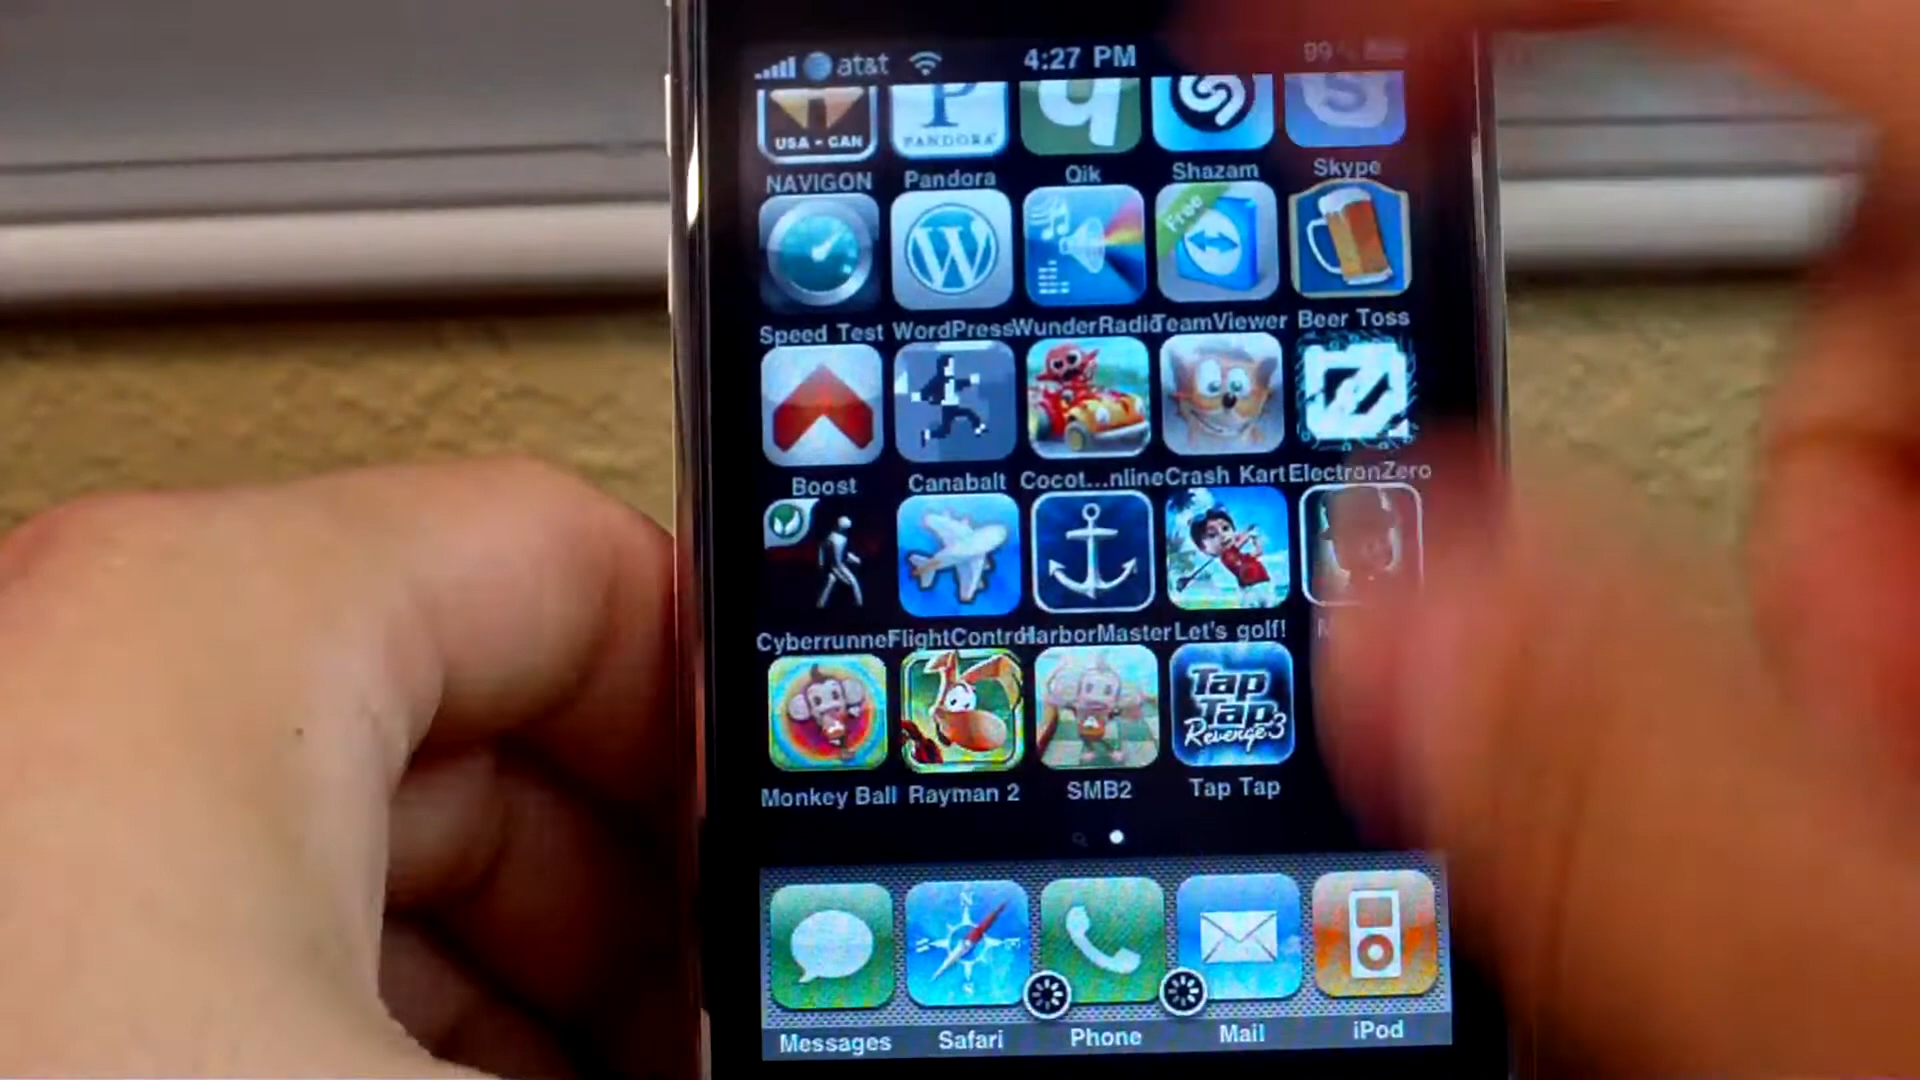 at&t 4:27 PM 99
USA - CAN PANDORA
NAVIGON Pandora Qik Shazam Skype
Free
Speed Test WordPress WunderRadio TeamViewer Beer Toss
Boost Canabalt Cocot...nline Crash Kart ElectronZero
Cyberrunne FlightContro HarborMaster Let's golf!
Tap
Tap
Revenge3
Monkey Ball Rayman 2 SMB2 Tap Tap
Messages Safari Phone Mail iPod